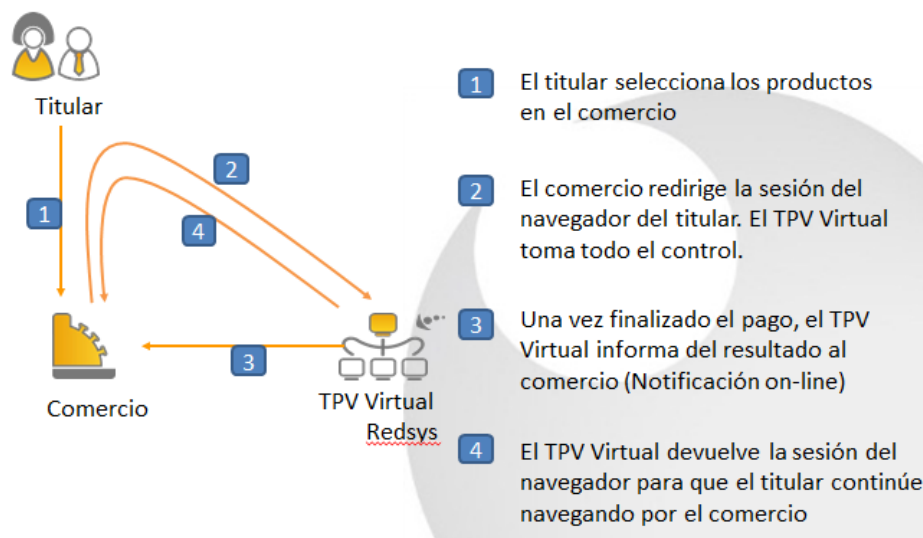 Titular
1
2
4
3
Comercio
TPV Virtual
Redsys
1
El titular selecciona los productos
en el comercio
2
El comercio redirige la sesión del
navegador del titular. El TPV Virtual
toma todo el control.
3
Una vez finalizado el pago, el TPV
Virtual informa del resultado al
comercio (Notificación on-line)
4
El TPV Virtual devuelve la sesión del
navegador para que el titular continúe
navegando por el comercio